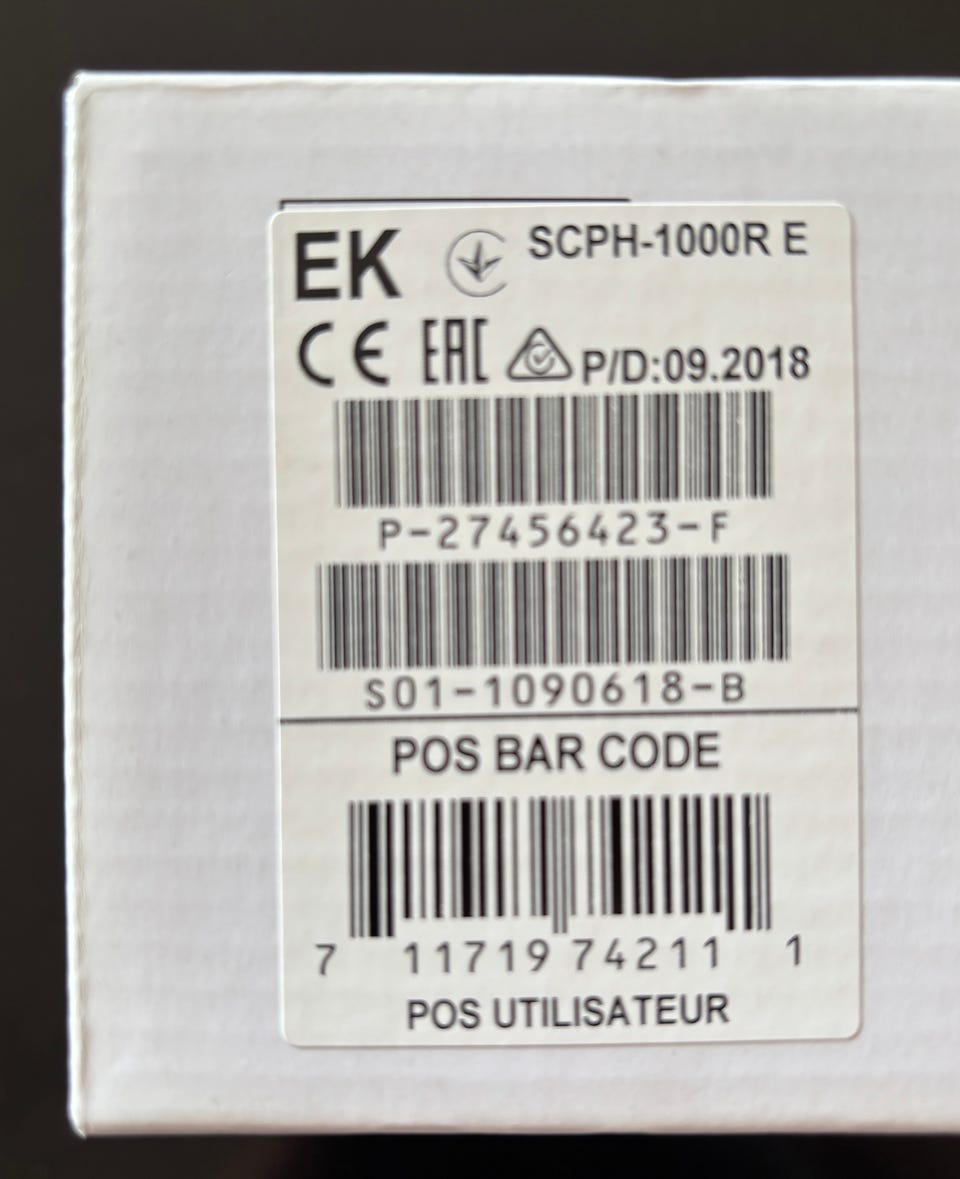 EK SCPH-1000R E
CE EAC P/D:09.2018
P-27456423-F
S01-1090618-B
POS BAR CODE
7 11719 74211 1
POS UTILISATEUR